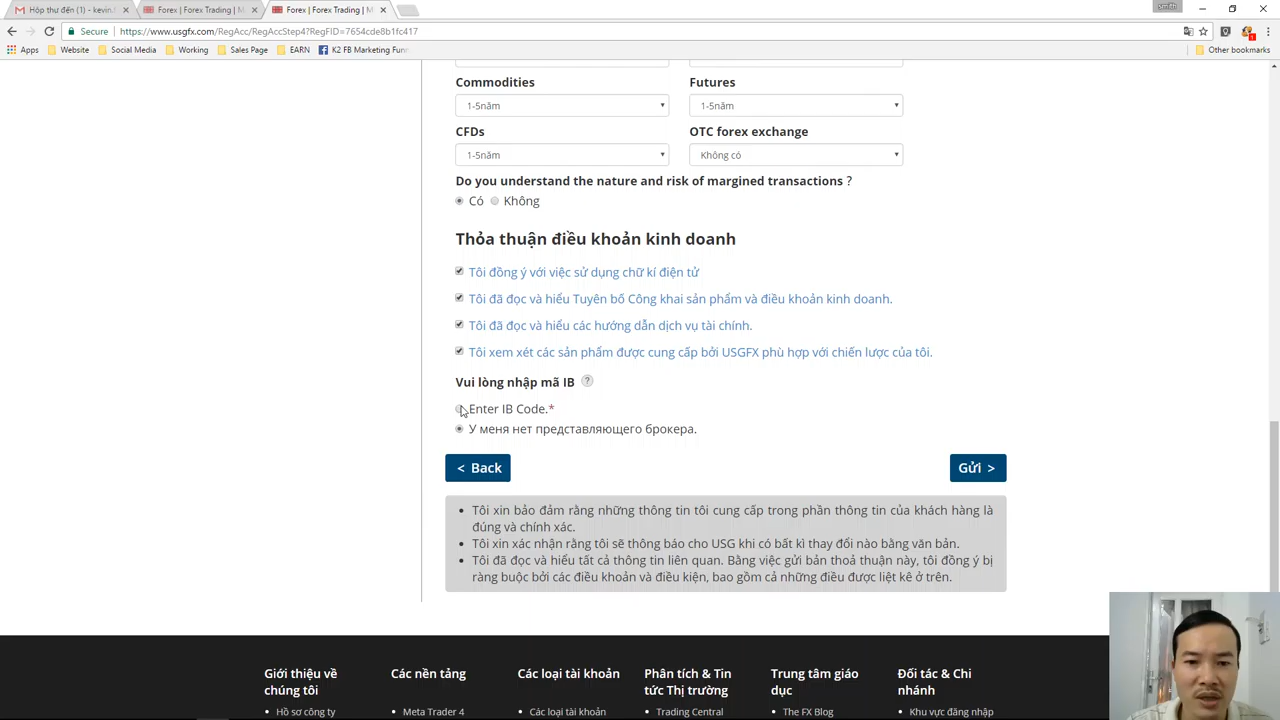 Hộp thư đến (1) - kevin.
Forex | Forex Trading | M
Forex | Forex Trading | M
smith
Secure
https://www.usgfx.com/RegAcc/RegAccStep4?RegFID=7654cde8b1fc417
Apps
Website
Social Media
Working
Sales Page
EARN
K2 FB Marketing Funn
Other bookmarks
Commodities
Futures
1-5năm
1-5năm
CFDs
OTC forex exchange
1-5năm
Không có
Do you understand the nature and risk of margined transactions ?
Có
Không
Thỏa thuận điều khoản kinh doanh
Tôi đồng ý với việc sử dụng chữ kí điện tử
Tôi đã đọc và hiểu Tuyên bố Công khai sản phẩm và điều khoản kinh doanh.
Tôi đã đọc và hiểu các hướng dẫn dịch vụ tài chính.
Tôi xem xét các sản phẩm được cung cấp bởi USGFX phù hợp với chiến lược của tôi.
Vui lòng nhập mã IB ?
Enter IB Code.*
У меня нет представляющего брокера.
< Back
Gửi >
Tôi xin bảo đảm rằng những thông tin tôi cung cấp trong phần thông tin của khách hàng là
đúng và chính xác.
Tôi xin xác nhận rằng tôi sẽ thông báo cho USG khi có bất kì thay đổi nào bằng văn bản.
Tôi đã đọc và hiểu tất cả thông tin liên quan. Bằng việc gửi bản thoả thuận này, tôi đồng ý bị
ràng buộc bởi các điều khoản và điều kiện, bao gồm cả những điều được liệt kê ở trên.
Giới thiệu về
chúng tôi
Hồ sơ công ty
Các nền tảng
Meta Trader 4
Các loại tài khoản
Các loại tài khoản
Phân tích & Tin
tức Thị trường
Trading Central
Trung tâm giáo
dục
The FX Blog
Đối tác & Chi
nhánh
Khu vực đăng nhập